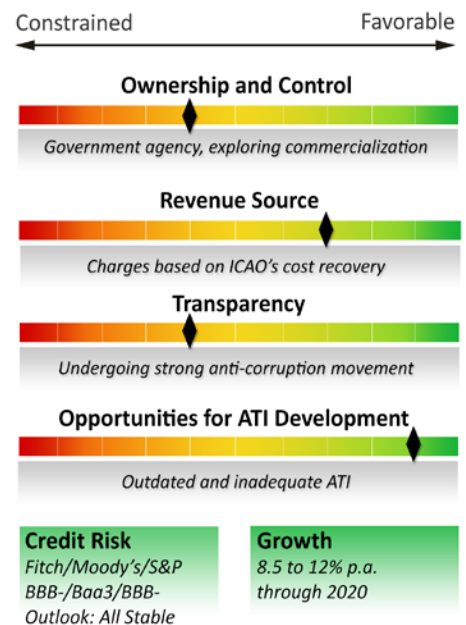 Constrained Favorable
Ownership and Control
Government agency, exploring commercialization
Revenue Source
Charges based on ICAO's cost recovery
Transparency
Undergoing strong anti-corruption movement
Opportunities for ATI Development
Outdated and inadequate ATI
Credit Risk
Fitch/Moody's/S&P
BBB-/Baa3/BBB-
Outlook: All Stable
Growth
8.5 to 12% p.a.
through 2020